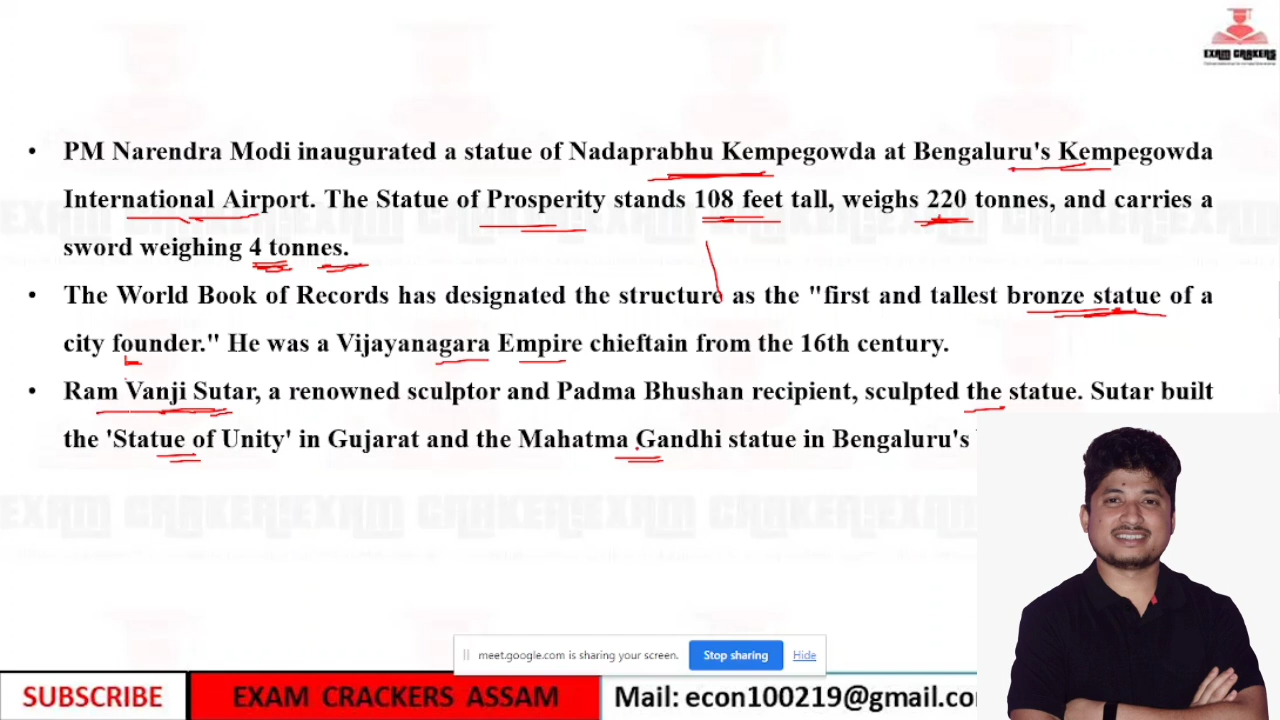 EXAM CRAKERS
• PM Narendra Modi inaugurated a statue of Nadaprabhu Kempegowda at Bengaluru's Kempegowda
International Airport. The Statue of Prosperity stands 108 feet tall, weighs 220 tonnes, and carries a
sword weighing 4 tonnes.
• The World Book of Records has designated the structure as the "first and tallest bronze statue of a
city founder." He was a Vijayanagara Empire chieftain from the 16th century.
• Ram Vanji Sutar, a renowned sculptor and Padma Bhushan recipient, sculpted the statue. Sutar built
the 'Statue of Unity' in Gujarat and the Mahatma Gandhi statue in Bengaluru's
meet.google.com is sharing your screen. Stop sharing Hide
SUBSCRIBE EXAM CRACKERS ASSAM Mail: econ100219@gmail.co